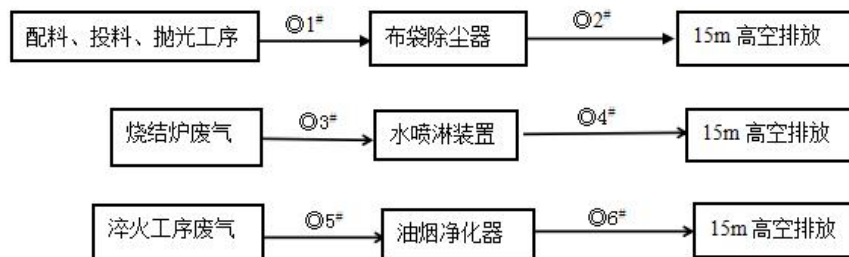 配料、投料、抛光工序 ◎1# 布袋除尘器 ◎2# 15m 高空排放
烧结炉废气 ◎3# 水喷淋装置 ◎4# 15m 高空排放
淬火工序废气 ◎5# 油烟净化器 ◎6# 15m 高空排放